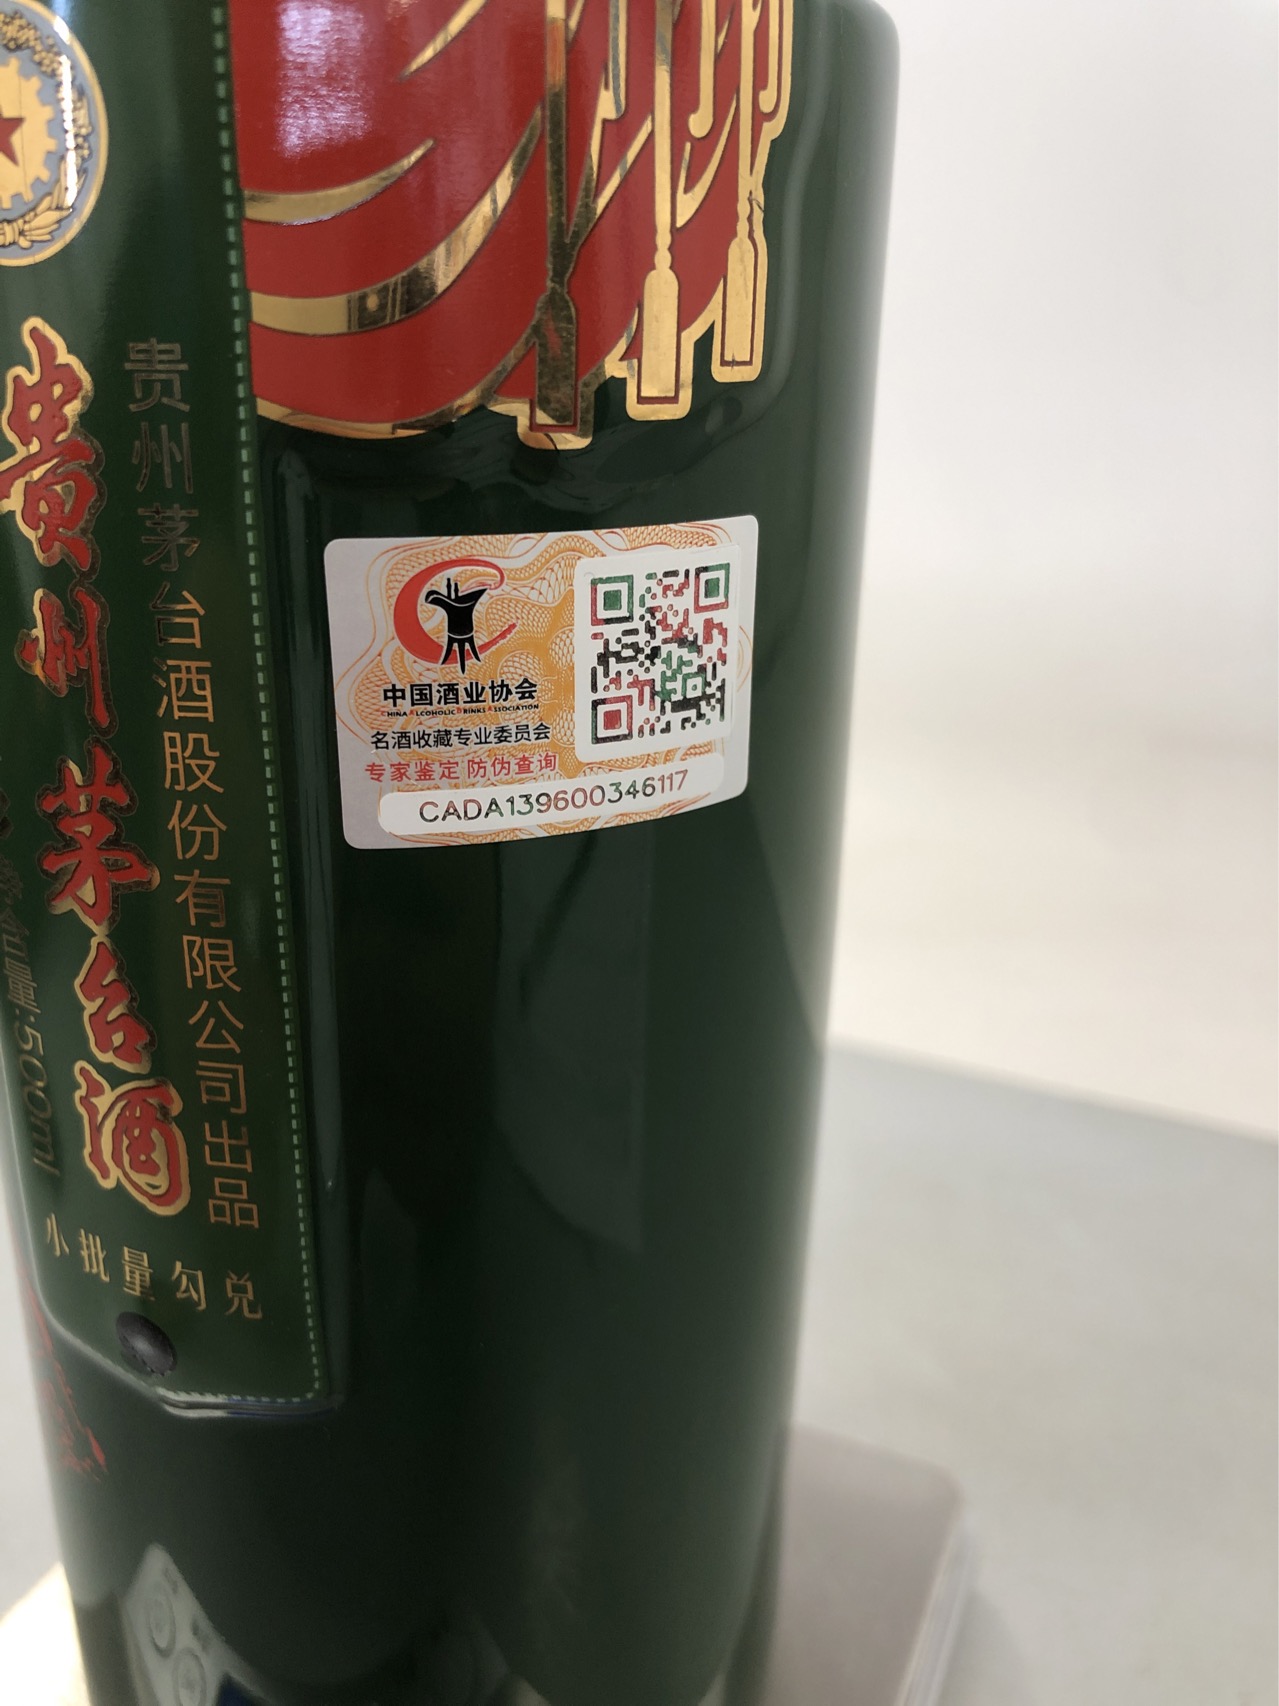 贵州茅台酒
贵州茅台酒股份有限公司出品
500ml
小批量勾兑
中国酒业协会
CHINA ALCOHOLIC DRINKS ASSOCIATION
名酒收藏专业委员会
专家鉴定 防伪查询
CADA139600346117